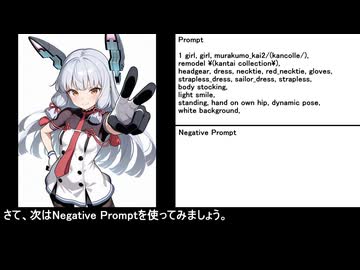 Prompt
1 girl, girl, murakumo_kai2/(kancolle/),
remodel ¥(kantai collection¥),
headgear, dress, necktie, red_necktie, gloves,
strapless_dress, sailor_dress, strapless,
body stocking,
light smile,
standing, hand on own hip, dynamic pose,
white background,
Negative Prompt
さて、次はNegative Promptを使ってみましょう。